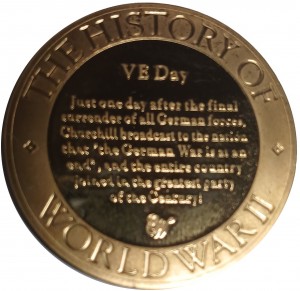 THE HISTORY OF
VE Day
Just one day after the final
surrender of all German forces,
Churchill broadcast to the nation
that "the German War is at an
end", and the entire country
joined in the greatest party
of the Century!
WORLD WAR II